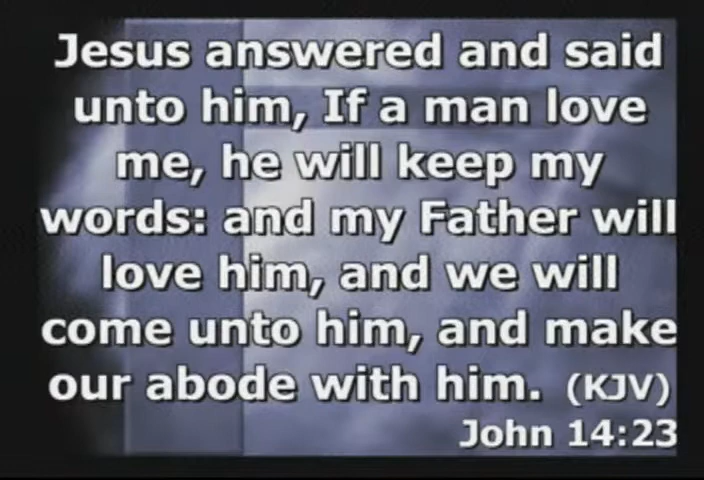 Jesus answered and said
unto him, If a man love
me, he will keep my
words: and my Father will
love him, and we will
come unto him, and make
our abode with him. (KJV)
John 14:23